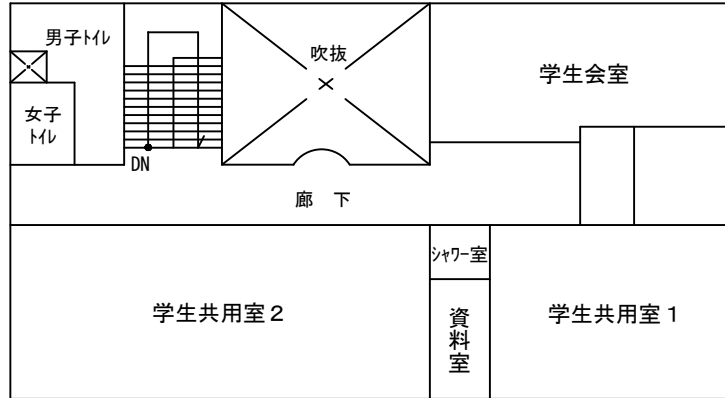 男子ﾄｲﾚ
吹抜
学生会室
女子
ﾄｲﾚ
DN
廊 下
ｼｬﾜｰ室
学生共用室２
資料室
学生共用室１